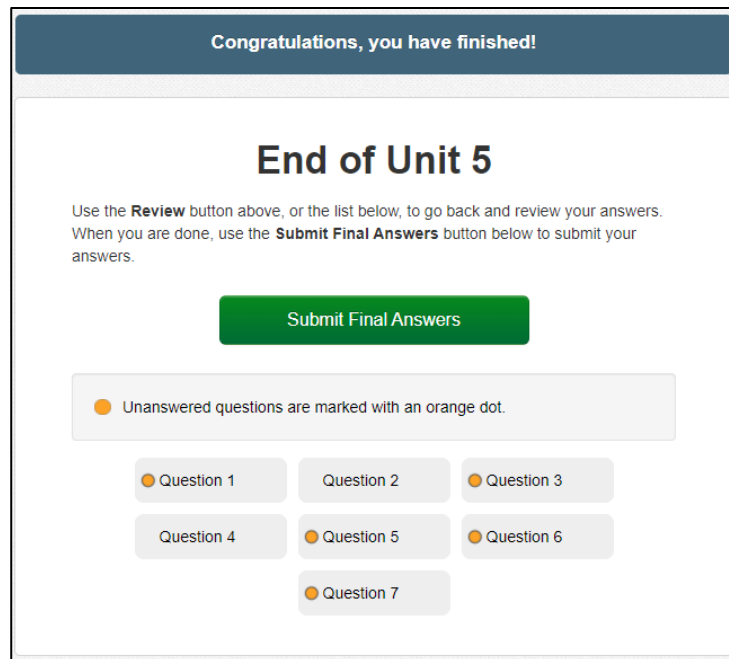 Congratulations, you have finished!
End of Unit 5
Use the Review button above, or the list below, to go back and review your answers.
When you are done, use the Submit Final Answers button below to submit your
answers.
Submit Final Answers
Unanswered questions are marked with an orange dot.
Question 1
Question 2
Question 3
Question 4
Question 5
Question 6
Question 7